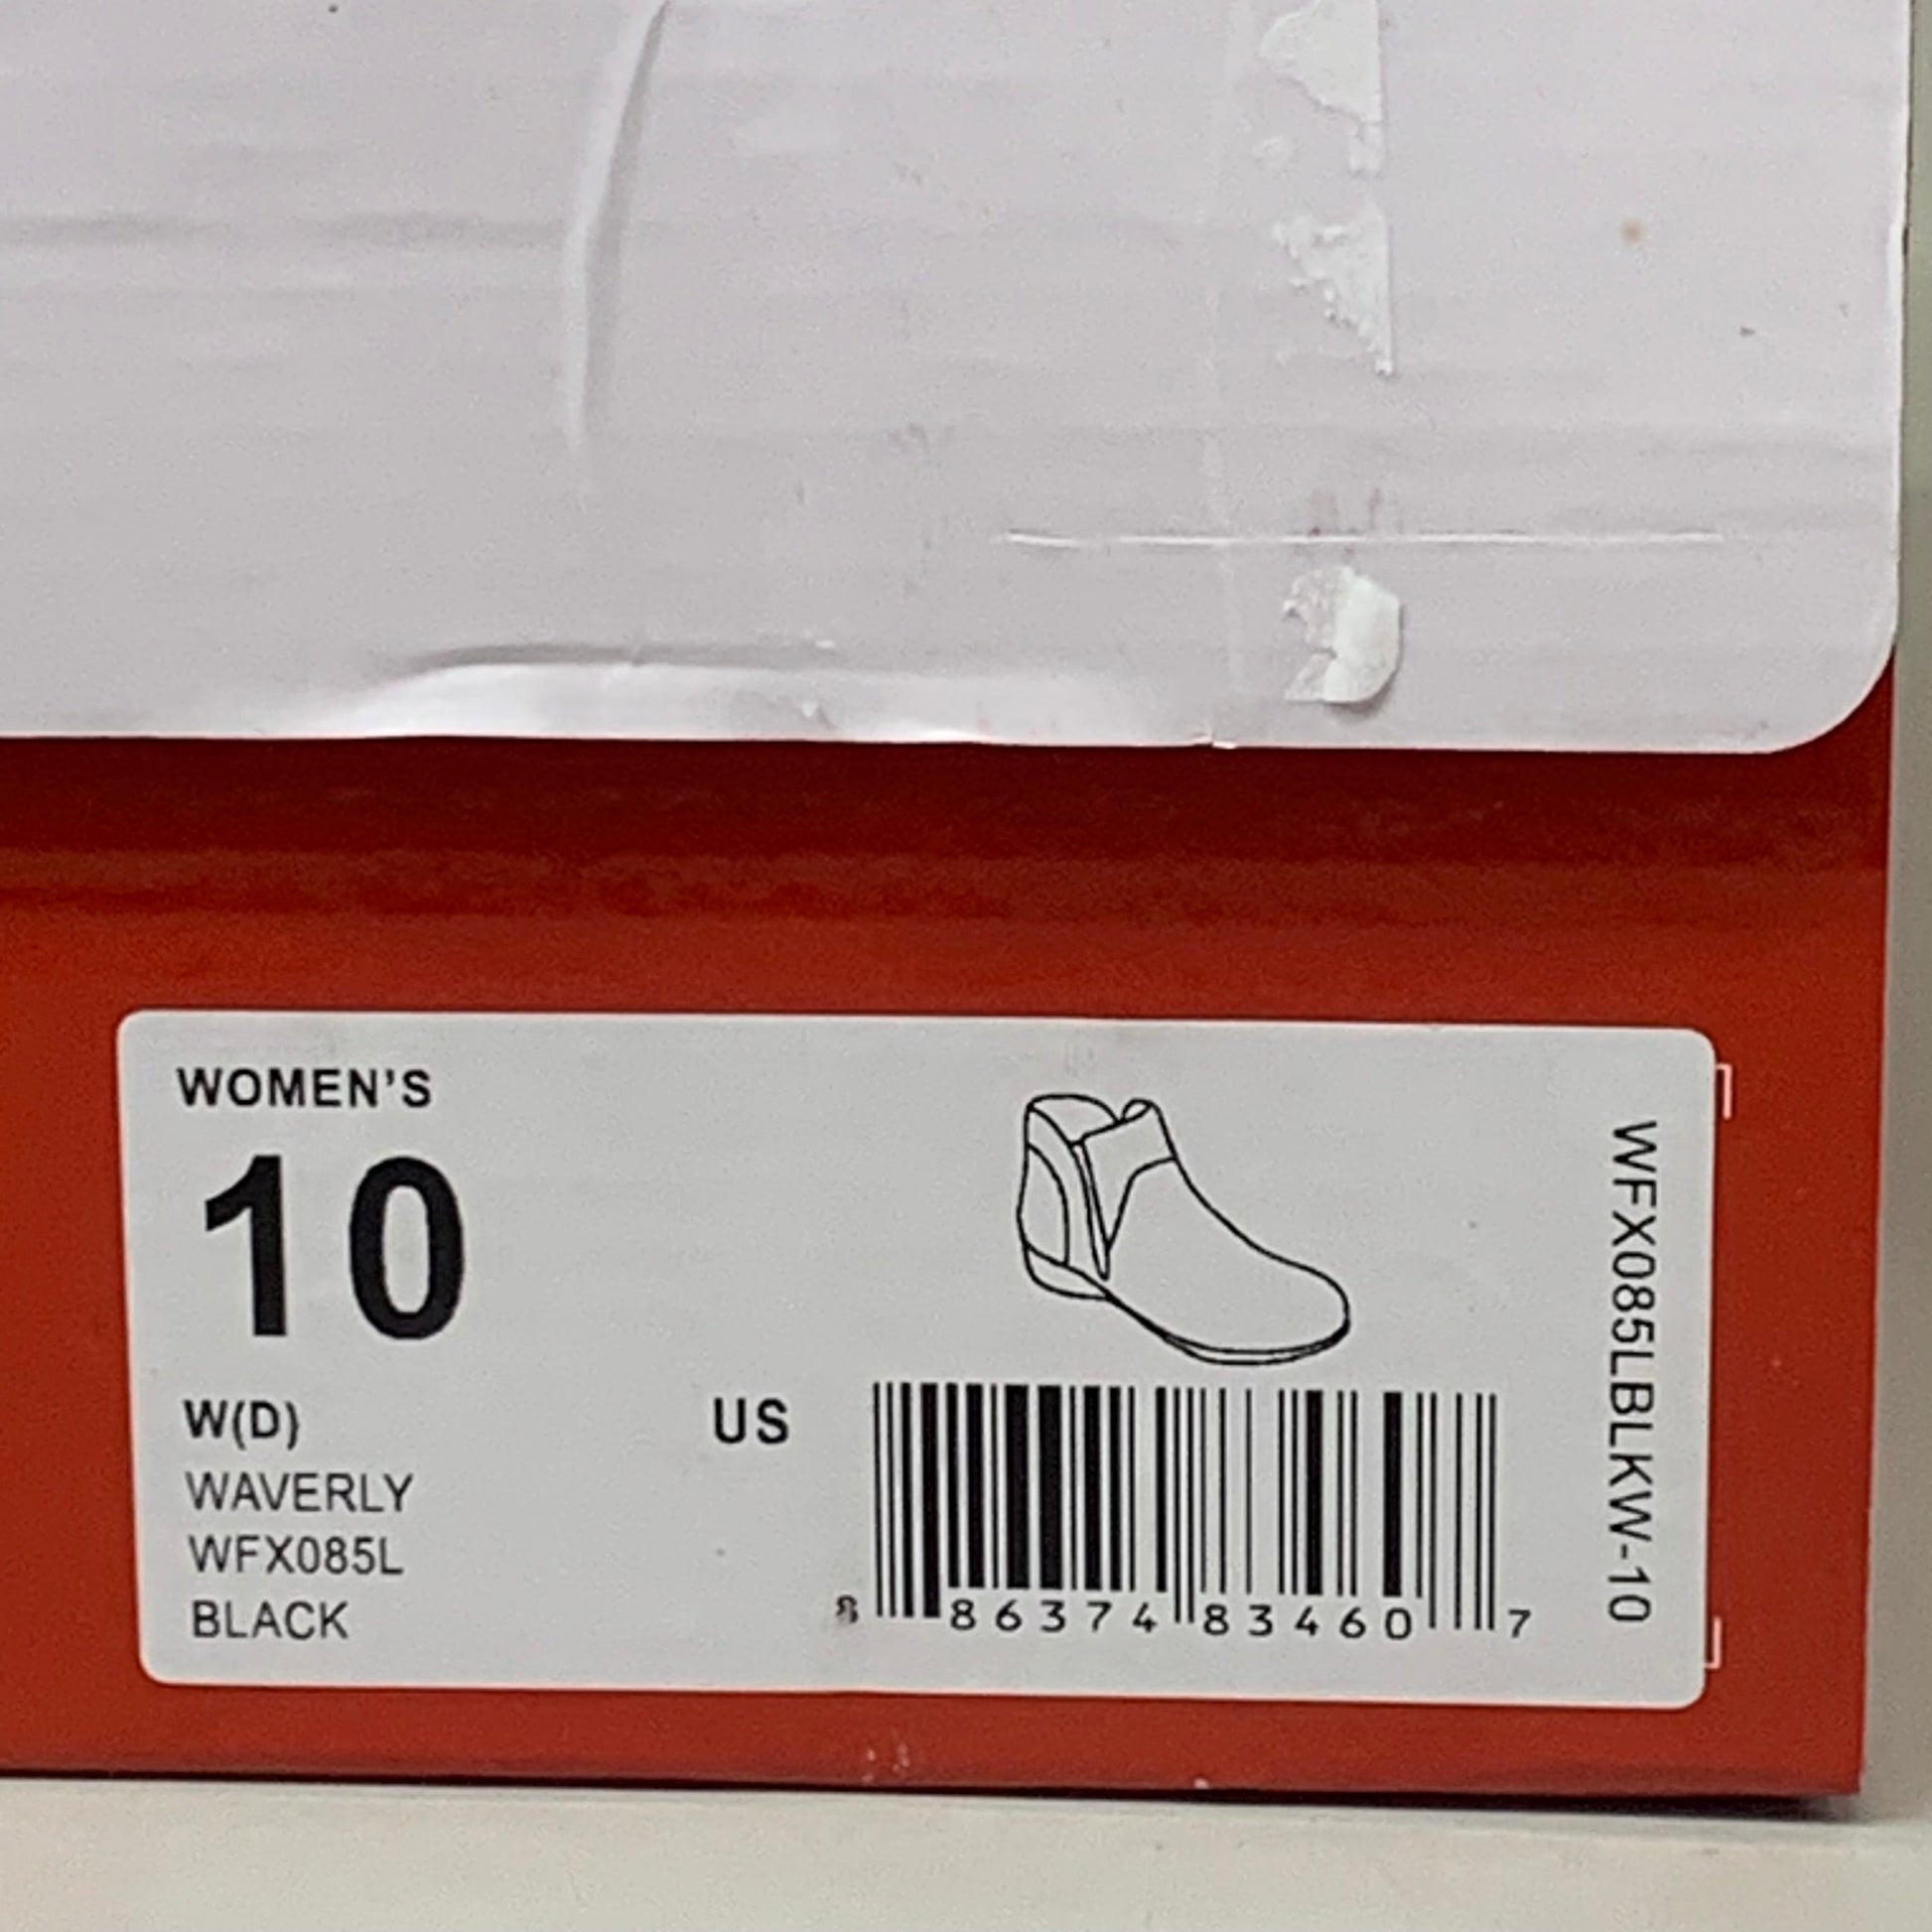 WOMEN'S
10
W(D)
US
WAVERLY
WFX085L
BLACK
8 86374 83460 7
WFX085LBLKW-10